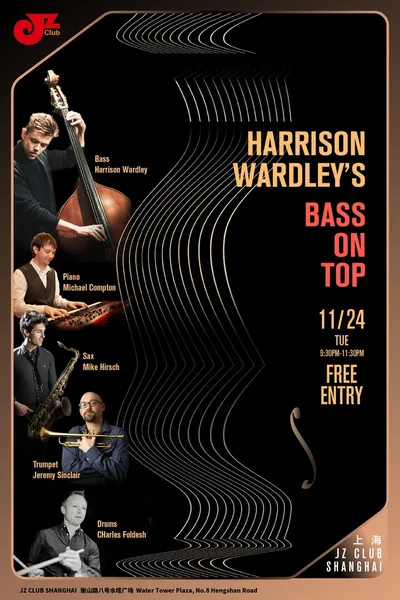 JZ
Club
HARRISON
WARDLEY'S
BASS
ON
TOP
11/24
TUE
9:30PM-11:30PM
FREE
ENTRY
Bass
Harrison Wardley
Piano
Michael Compton
Sax
Mike Hirsch
Trumpet
Jeremy Sinclair
Drums
CHarles Foldesh
上海
JZ CLUB
SHANGHAI
JZ CLUB SHANGHAI 衡山路八号水塔广场 Water Tower Plaza, No.8 Hengshan Road